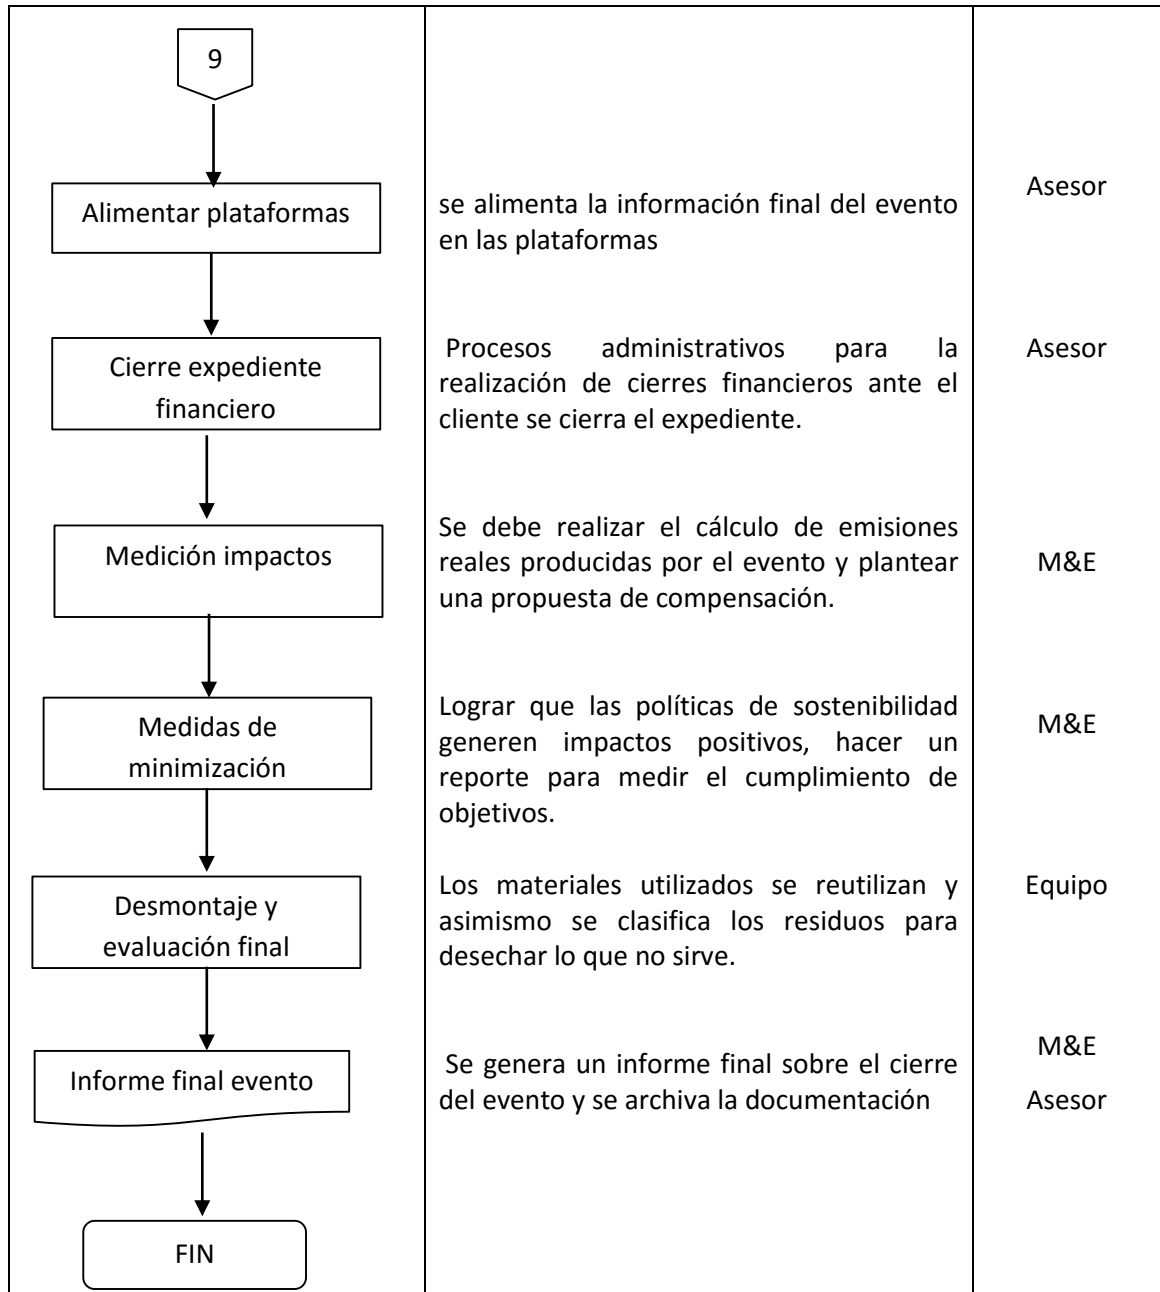 9
Alimentar plataformas
se alimenta la información final del evento
en las plataformas
Asesor
Cierre expediente
financiero
Procesos administrativos para la
realización de cierres financieros ante el
cliente se cierra el expediente.
Asesor
Medición impactos
Se debe realizar el cálculo de emisiones
reales producidas por el evento y plantear
una propuesta de compensación.
M&E
Medidas de
minimización
Lograr que las políticas de sostenibilidad
generen impactos positivos, hacer un
reporte para medir el cumplimiento de
objetivos.
M&E
Desmontaje y
evaluación final
Los materiales utilizados se reutilizan y
asimismo se clasifica los residuos para
desechar lo que no sirve.
Equipo
Informe final evento
Se genera un informe final sobre el cierre
del evento y se archiva la documentación
M&E
Asesor
FIN